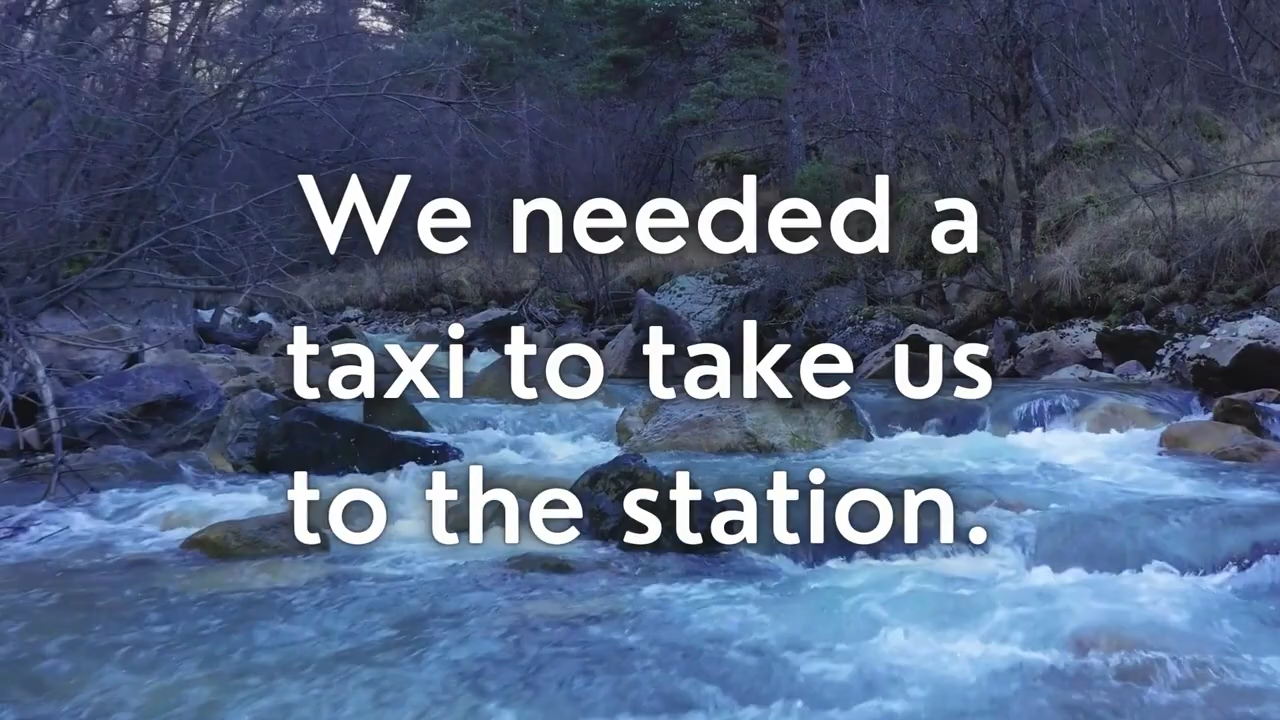 We needed a
taxi to take us
to the station.